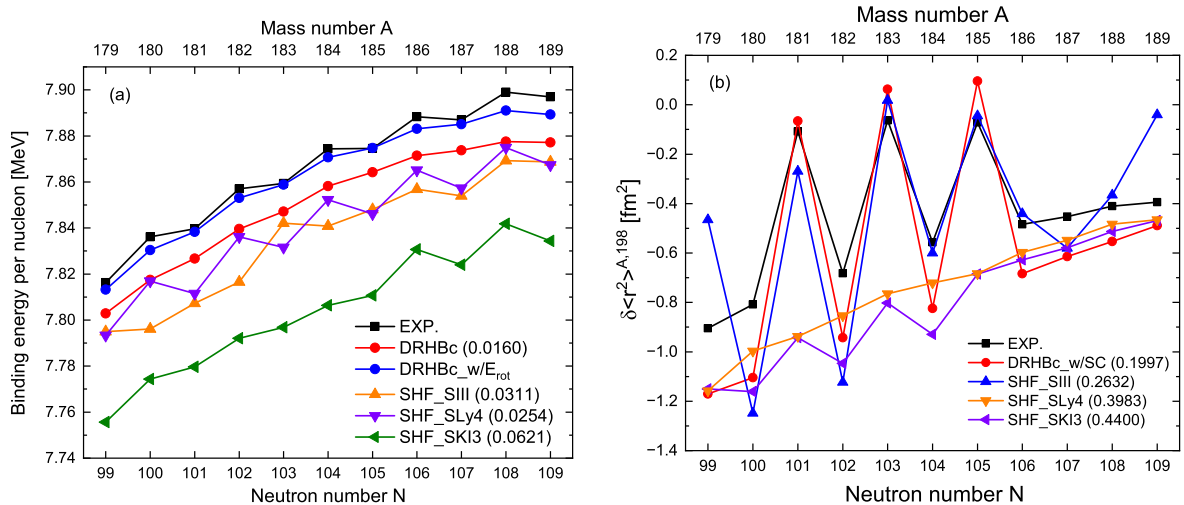 Mass number A
179 180 181 182 183 184 185 186 187 188 189
(a)
Binding energy per nucleon [MeV]
7.90
7.88
7.86
7.84
7.82
7.80
7.78
7.76
7.74
EXP.
DRHBc (0.0160)
DRHBc_w/E_rot
SHF_SIII (0.0311)
SHF_SLy4 (0.0254)
SHF_SKI3 (0.0621)
99 100 101 102 103 104 105 106 107 108 109
Neutron number N
Mass number A
179 180 181 182 183 184 185 186 187 188 189
(b)
δ<r²>^A,198 [fm²]
0.0
−0.2
−0.4
−0.6
−0.8
−1.0
−1.2
−1.4
EXP.
DRHBc_w/SC (0.1997)
SHF_SIII (0.2632)
SHF_SLy4 (0.3983)
SHF_SKI3 (0.4400)
99 100 101 102 103 104 105 106 107 108 109
Neutron number N